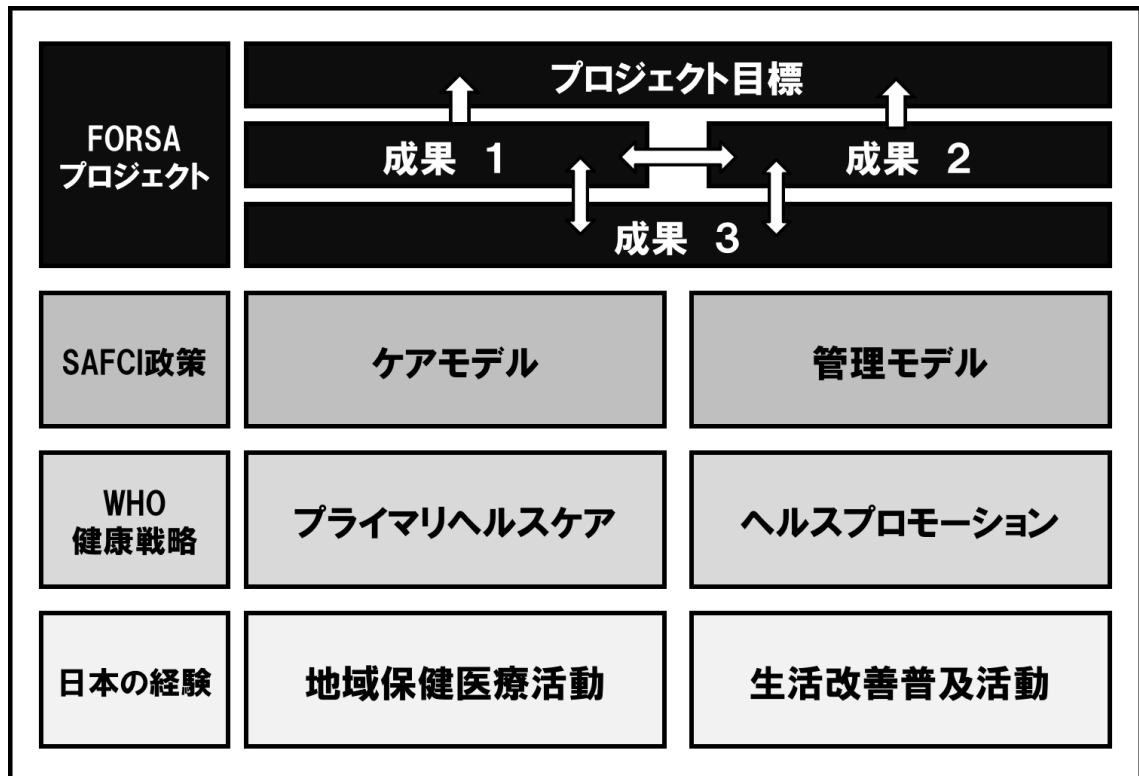 FORSA
プロジェクト
プロジェクト目標
成果 1
成果 2
成果 3
SAFCI政策
ケアモデル
管理モデル
WHO
健康戦略
プライマリヘルスケア
ヘルスプロモーション
日本の経験
地域保健医療活動
生活改善普及活動